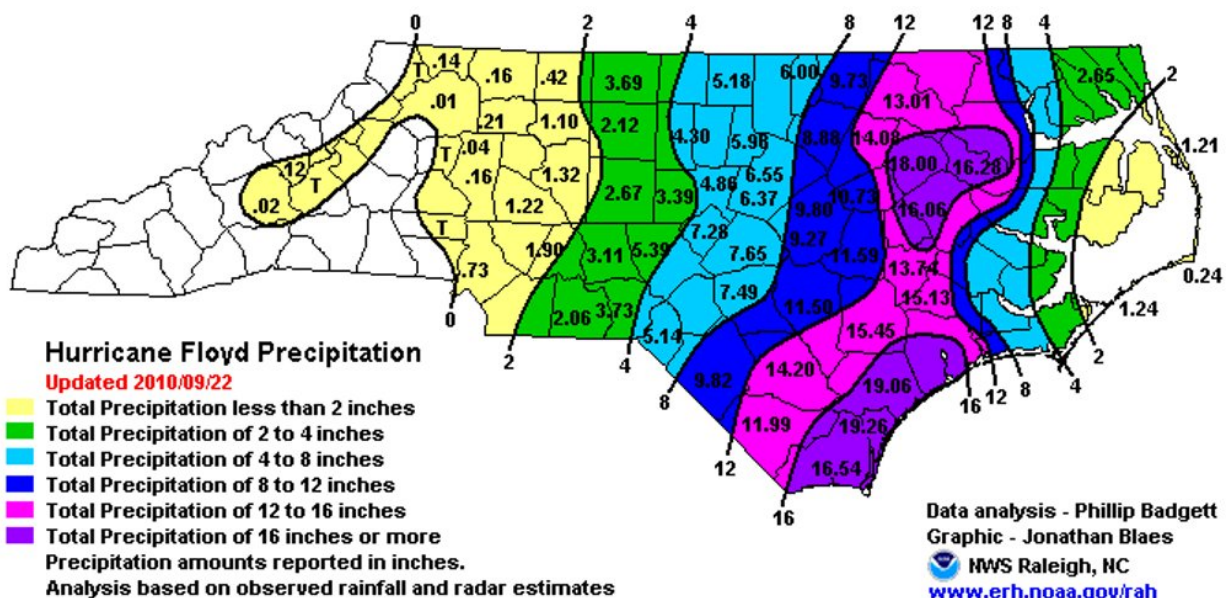 0 2 4 8 12 12 8 4
.14 .16 .42 3.69 5.18 6.00 9.73 2.65 2
T
.01 13.01
.21 1.10 2.12 4.30 5.98 8.88 14.08 1.21
.04 T
.12 .16 1.32 4.86 6.55 18.00 16.28
T
.02 1.22 2.67 3.39 6.37 9.80 10.73 16.06
T 1.90 3.11 5.39 7.28 7.65 9.27 11.59 13.74
.73 0.24
7.49 11.50 15.13 1.24
0 2.06 3.73 5.14 15.45
2 4 8 9.82 14.20 19.06 16 12 8 4 2
11.99 19.26
12 16.54
16
Hurricane Floyd Precipitation
Updated 2010/09/22
Total Precipitation less than 2 inches
Total Precipitation of 2 to 4 inches
Total Precipitation of 4 to 8 inches
Total Precipitation of 8 to 12 inches
Total Precipitation of 12 to 16 inches
Total Precipitation of 16 inches or more
Precipitation amounts reported in inches.
Analysis based on observed rainfall and radar estimates
Data analysis - Phillip Badgett
Graphic - Jonathan Blaes
NWS Raleigh, NC
www.erh.noaa.gov/rah